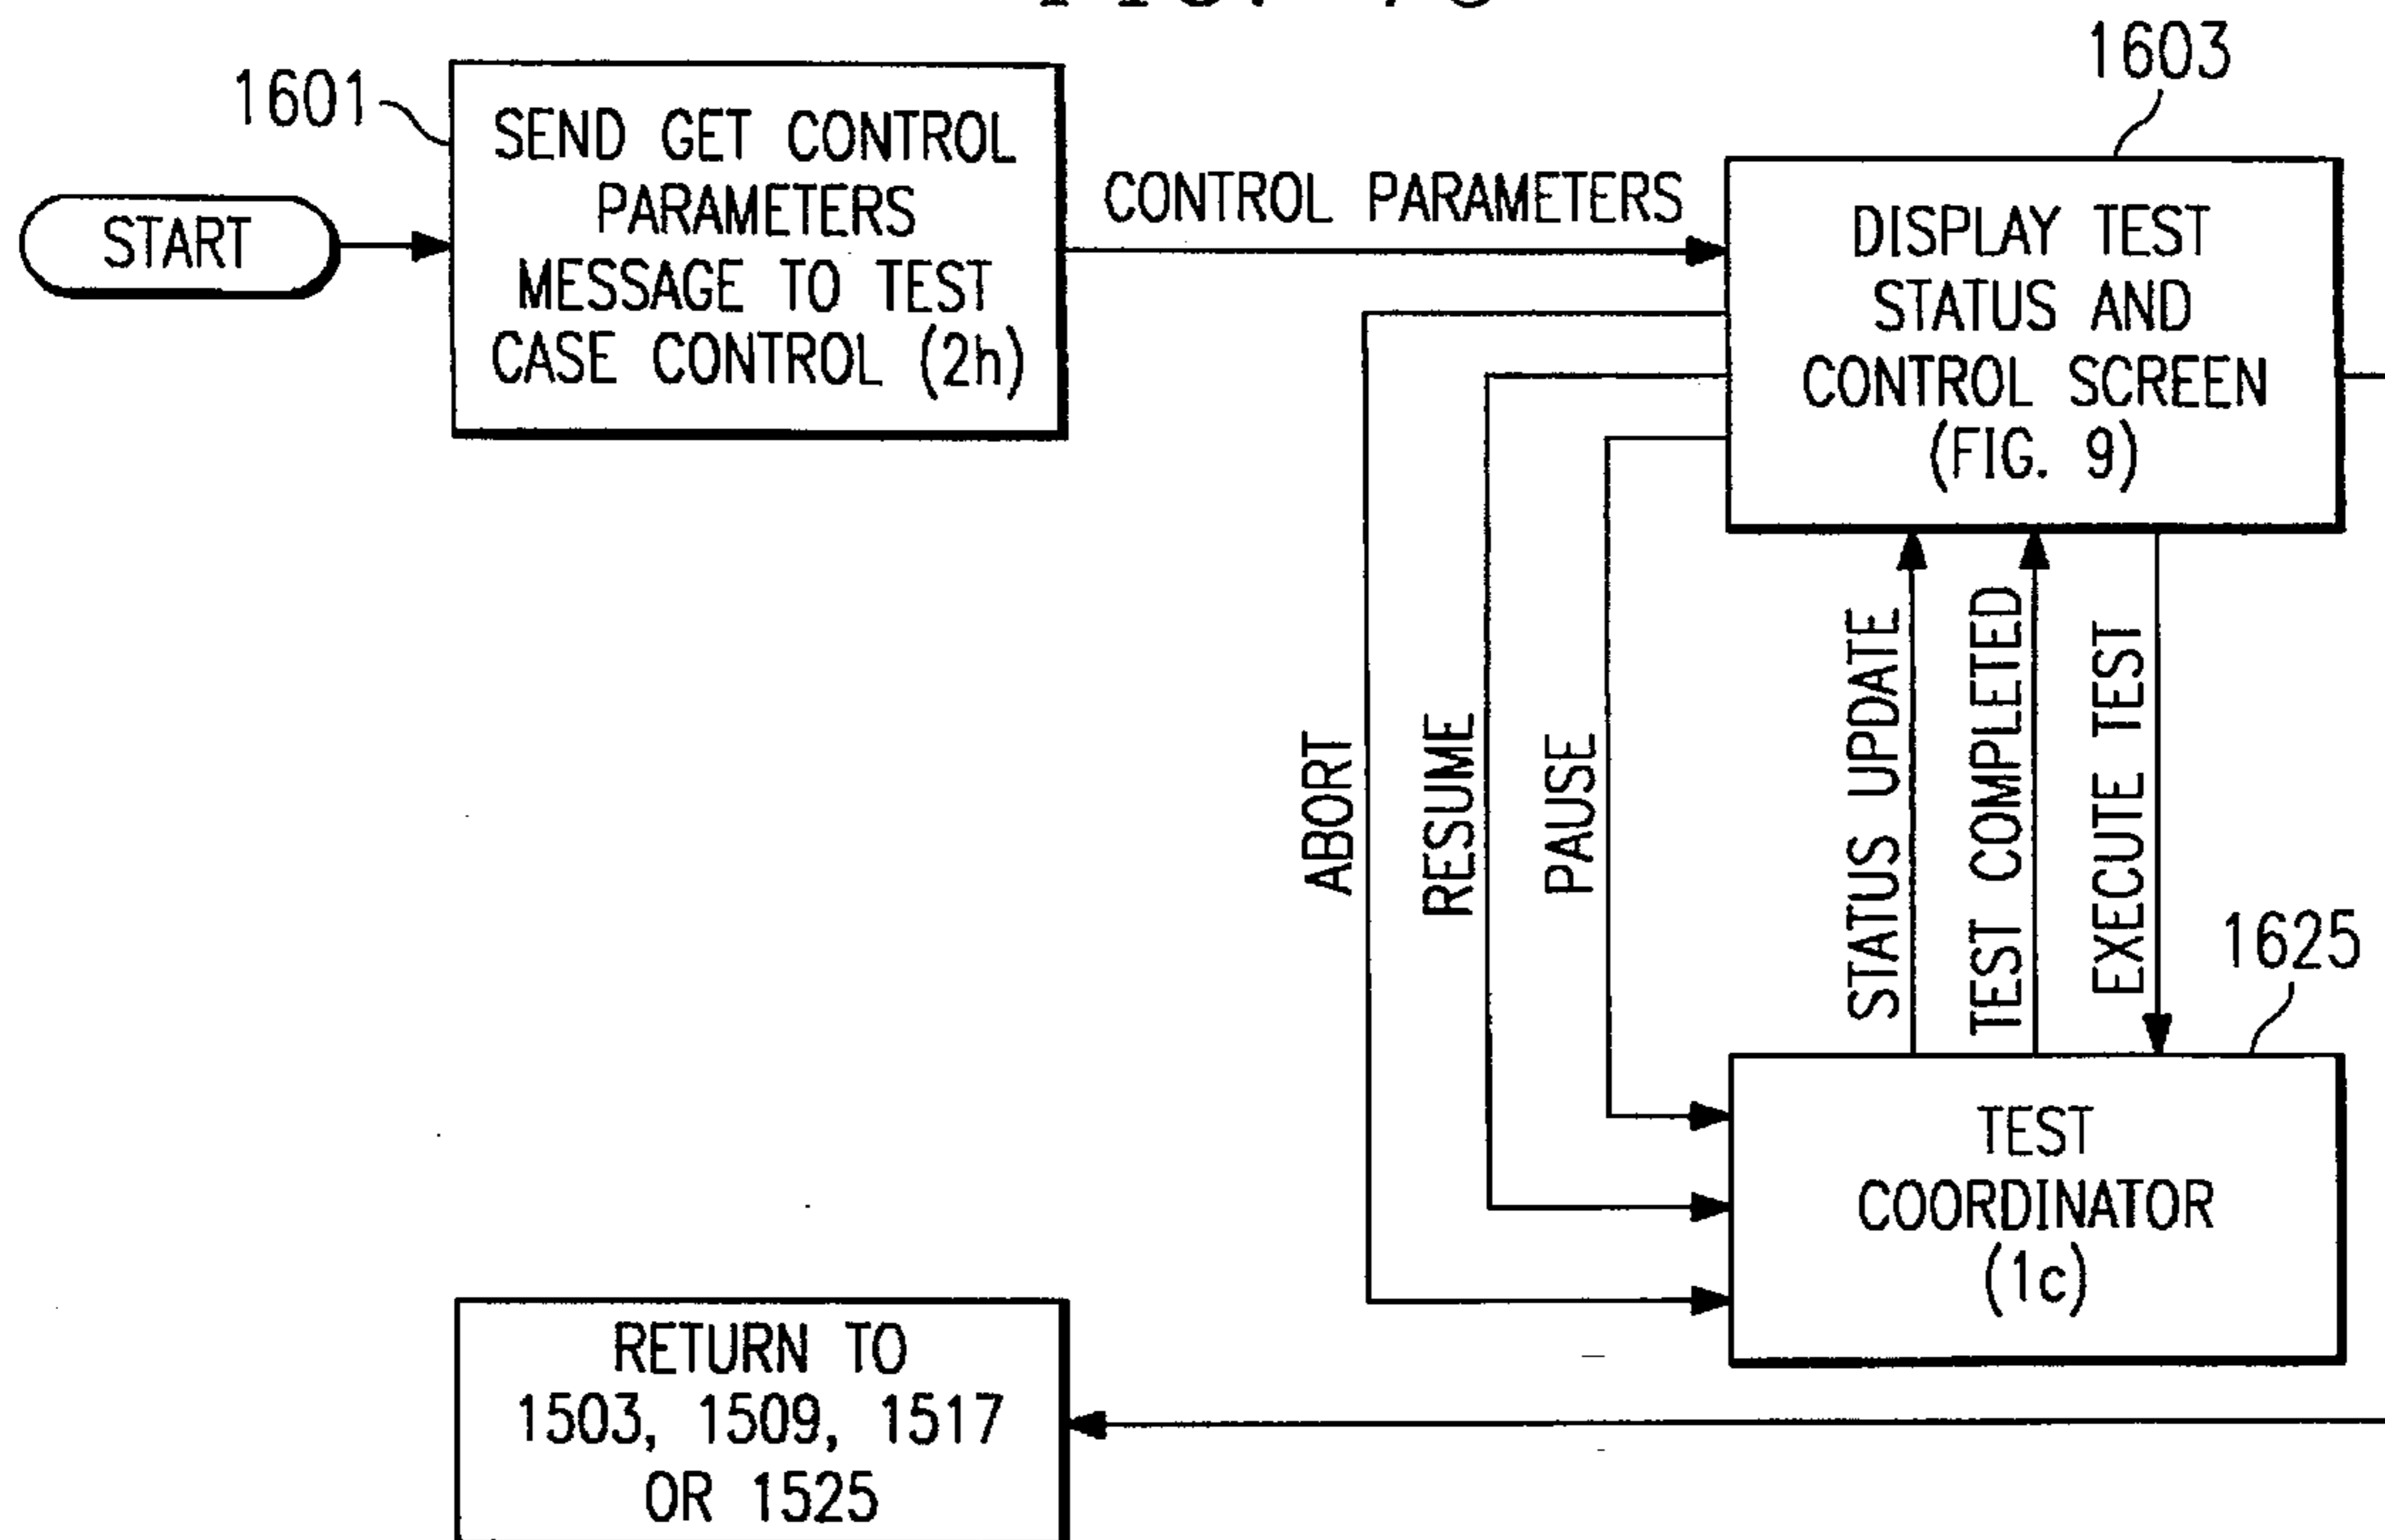 1601
SEND GET CONTROL
PARAMETERS
MESSAGE TO TEST
CASE CONTROL (2h)
START
CONTROL PARAMETERS
1603
DISPLAY TEST
STATUS AND
CONTROL SCREEN
(FIG. 9)
ABORT
RESUME
PAUSE
STATUS UPDATE
TEST COMPLETED
EXECUTE TEST
1625
TEST
COORDINATOR
(1c)
RETURN TO
1503, 1509, 1517
OR 1525